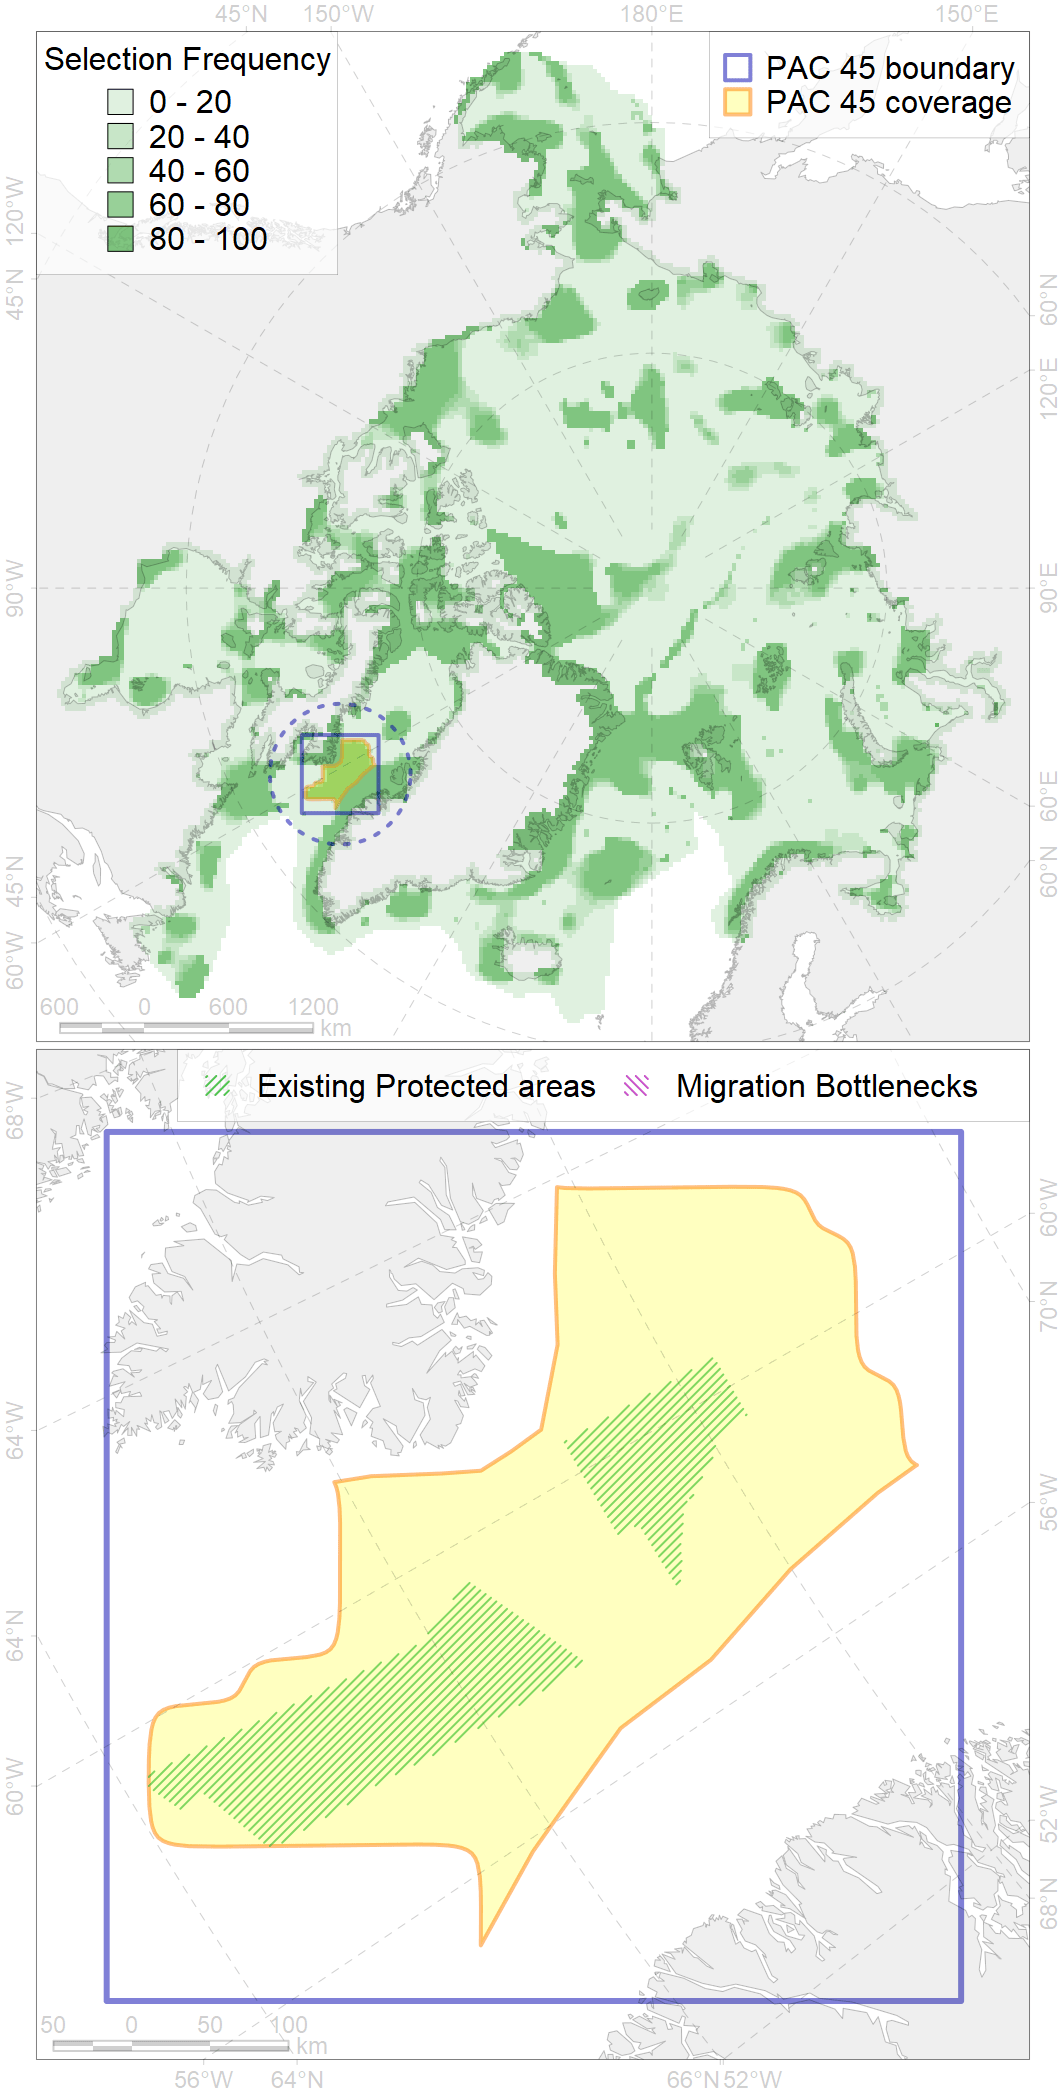 45°N 150°W 180°E 150°E
Selection Frequency
0 - 20
20 - 40
40 - 60
60 - 80
80 - 100
PAC 45 boundary
PAC 45 coverage
120°W
45°N
90°W
45°N
60°W
60°N
120°E
90°E
60°E
60°N
600 0 600 1200
km
Existing Protected areas Migration Bottlenecks
68°W
64°W
64°N
60°W
60°W
70°N
56°W
52°W
68°N
50 0 50 100
km
56°W 64°N 66°N 52°W